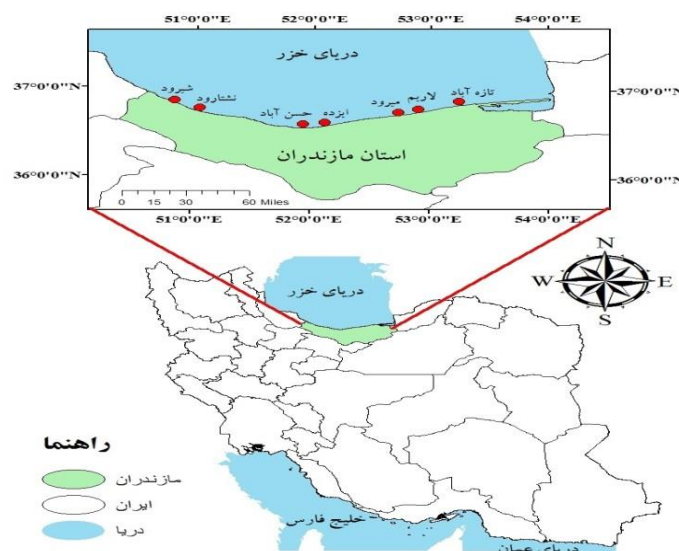 51°0'0"E 52°0'0"E 53°0'0"E 54°0'0"E
دریای خزر
37°0'0"N 37°0'0"N
شیرود نشتارود حسن آباد ایزده میرود لاریم تازه آباد
استان مازندران
36°0'0"N 36°0'0"N
0 15 30 60 Miles
51°0'0"E 52°0'0"E 53°0'0"E 54°0'0"E
دریای خزر
N
W E
S
راهنما
مازندران
ایران
دریا
خلیج فارس
دریای عمان